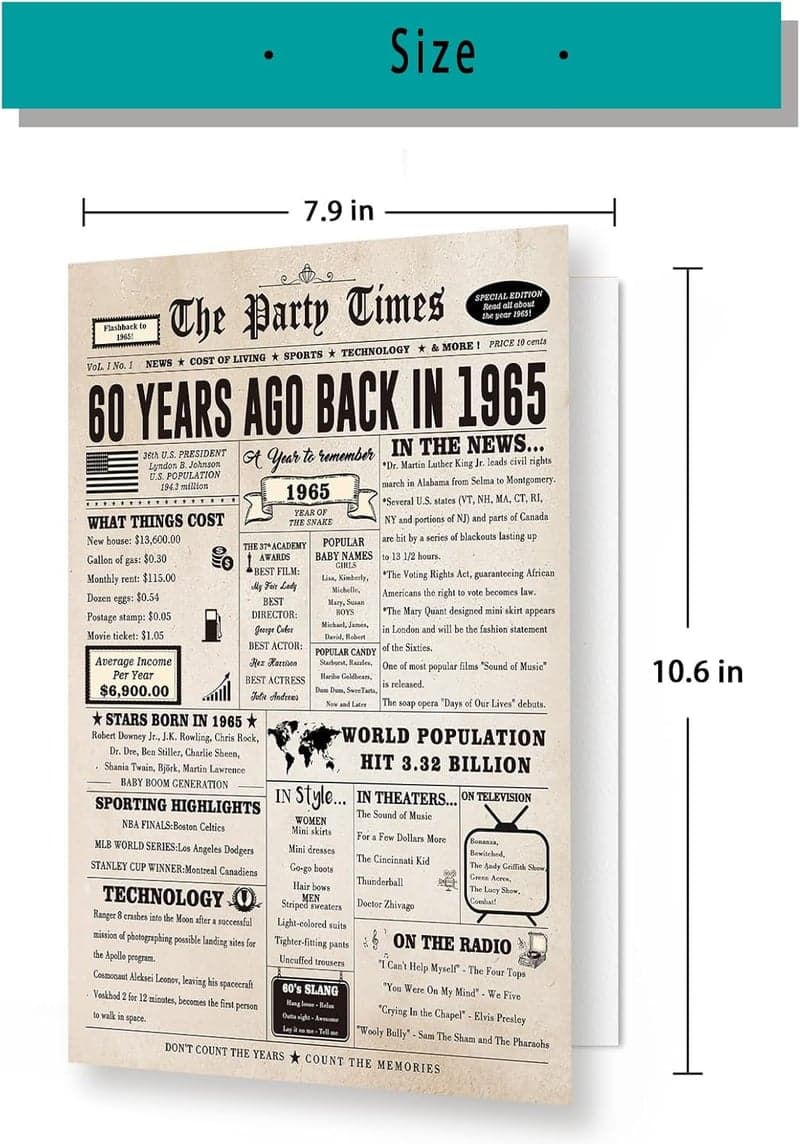 • Size •
7.9 in
10.6 in
Flashback to
1965!
The Party Times
SPECIAL EDITION
Read all about
the year 1965!
VOL. 1 NO. 1 NEWS ★ COST OF LIVING ★ SPORTS ★ TECHNOLOGY ★ & MORE ! PRICE 10 cents
60 YEARS AGO BACK IN 1965
36th U.S. PRESIDENT
Lyndon B. Johnson
U.S. POPULATION
194.3 million
WHAT THINGS COST
New house: $13,600.00
Gallon of gas: $0.30
Monthly rent: $115.00
Dozen eggs: $0.54
Postage stamp: $0.05
Movie ticket: $1.05
Average Income
Per Year
$6,900.00
A Year to remember
1965
YEAR OF
THE SNAKE
THE 37th ACADEMY
AWARDS
BEST FILM:
My Fair Lady
BEST
DIRECTOR:
George Cukor
BEST ACTOR:
Rex Harrison
BEST ACTRESS
Julie Andrews
POPULAR
BABY NAMES
GIRLS
Lisa, Kimberly,
Michelle,
Mary, Susan
BOYS
Michael, James,
David, Robert
POPULAR CANDY
Starburst, Razzles,
Haribo Goldbears,
Dum Dum, SweeTarts,
Now and Later
IN THE NEWS...
*Dr. Martin Luther King Jr. leads civil rights
march in Alabama from Selma to Montgomery.
*Several U.S. states (VT, NH, MA, CT, RI,
NY and portions of NJ) and parts of Canada
are hit by a series of blackouts lasting up
to 13 1/2 hours.
*The Voting Rights Act, guaranteeing African
Americans the right to vote becomes law.
*The Mary Quant designed mini skirt appears
in London and will be the fashion statement
of the Sixties.
One of most popular films "Sound of Music"
is released.
The soap opera "Days of Our Lives" debuts.
★ STARS BORN IN 1965 ★
Robert Downey Jr., J.K. Rowling, Chris Rock,
Dr. Dre, Ben Stiller, Charlie Sheen,
Shania Twain, Björk, Martin Lawrence
BABY BOOM GENERATION
WORLD POPULATION
HIT 3.32 BILLION
SPORTING HIGHLIGHTS
NBA FINALS:Boston Celtics
MLB WORLD SERIES:Los Angeles Dodgers
STANLEY CUP WINNER:Montreal Canadiens
TECHNOLOGY
Ranger 8 crashes into the Moon after a successful
mission of photographing possible landing sites for
the Apollo program.
Cosmonaut Aleksei Leonov, leaving his spacecraft
Voskhod 2 for 12 minutes, becomes the first person
to walk in space.
IN Style...
WOMEN
Mini skirts
Mini dresses
Go-go boots
Hair bows
MEN
Striped sweaters
Light-colored suits
Tighter-fitting pants
Uncuffed trousers
60's SLANG
Hang loose - Relax
Outta sight - Awesome
Lay it on me - Tell me
IN THEATERS...
The Sound of Music
For a Few Dollars More
The Cincinnati Kid
Thunderball
Doctor Zhivago
ON TELEVISION
Bonanza,
Bewitched,
The Andy Griffith Show,
Green Acres,
The Lucy Show,
Combat!
ON THE RADIO
"I Can't Help Myself" - The Four Tops
"You Were On My Mind" - We Five
"Crying In the Chapel" - Elvis Presley
"Wooly Bully" - Sam The Sham and The Pharaohs
DON'T COUNT THE YEARS ★ COUNT THE MEMORIES